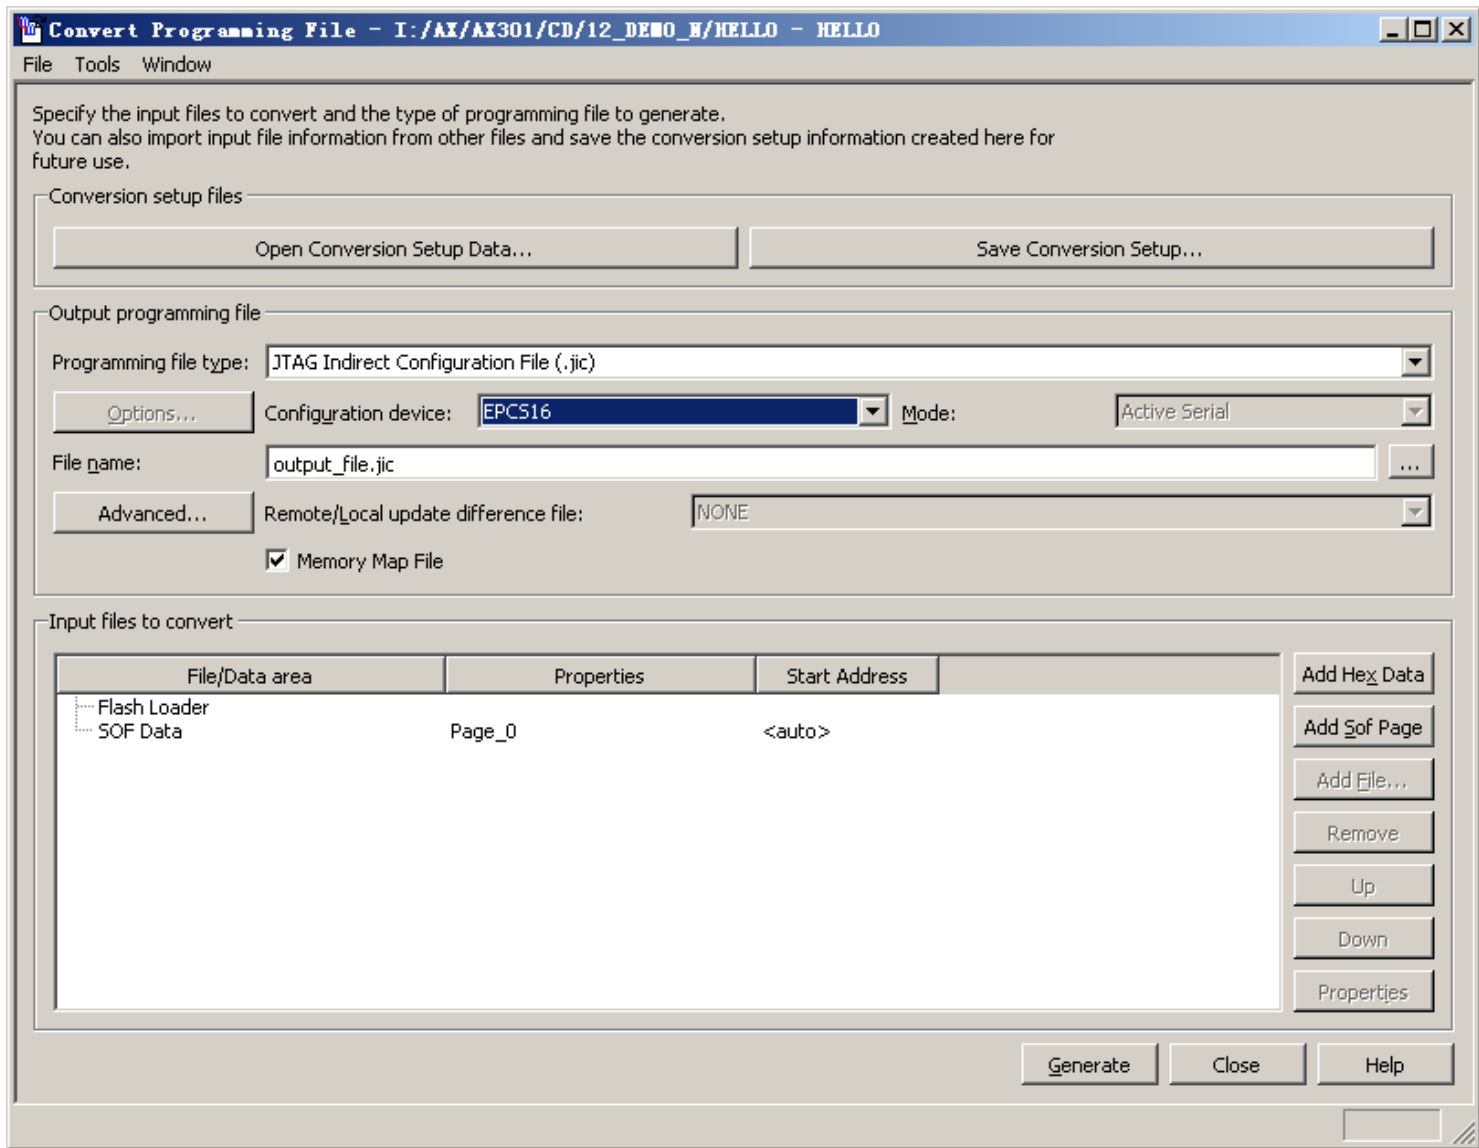 Convert Programming File - I:/AX/AX301/CD/12_DEMO_N/HELLO - HELLO
File Tools Window
Specify the input files to convert and the type of programming file to generate.
You can also import input file information from other files and save the conversion setup information created here for
future use.
Conversion setup files
Open Conversion Setup Data... Save Conversion Setup...
Output programming file
Programming file type: JTAG Indirect Configuration File (.jic)
Options... Configuration device: EPCS16 Mode: Active Serial
File name: output_file.jic ...
Advanced... Remote/Local update difference file: NONE
Memory Map File
Input files to convert
File/Data area Properties Start Address
Flash Loader
SOF Data Page_0 <auto>
Add Hex Data
Add Sof Page
Add File...
Remove
Up
Down
Properties
Generate Close Help